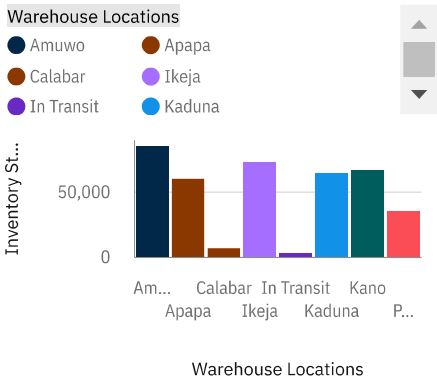 Warehouse Locations
Amuwo Apapa
Calabar Ikeja
In Transit Kaduna
Inventory St...
50,000
0
Am... Calabar In Transit Kano
Apapa Ikeja Kaduna P...
Warehouse Locations